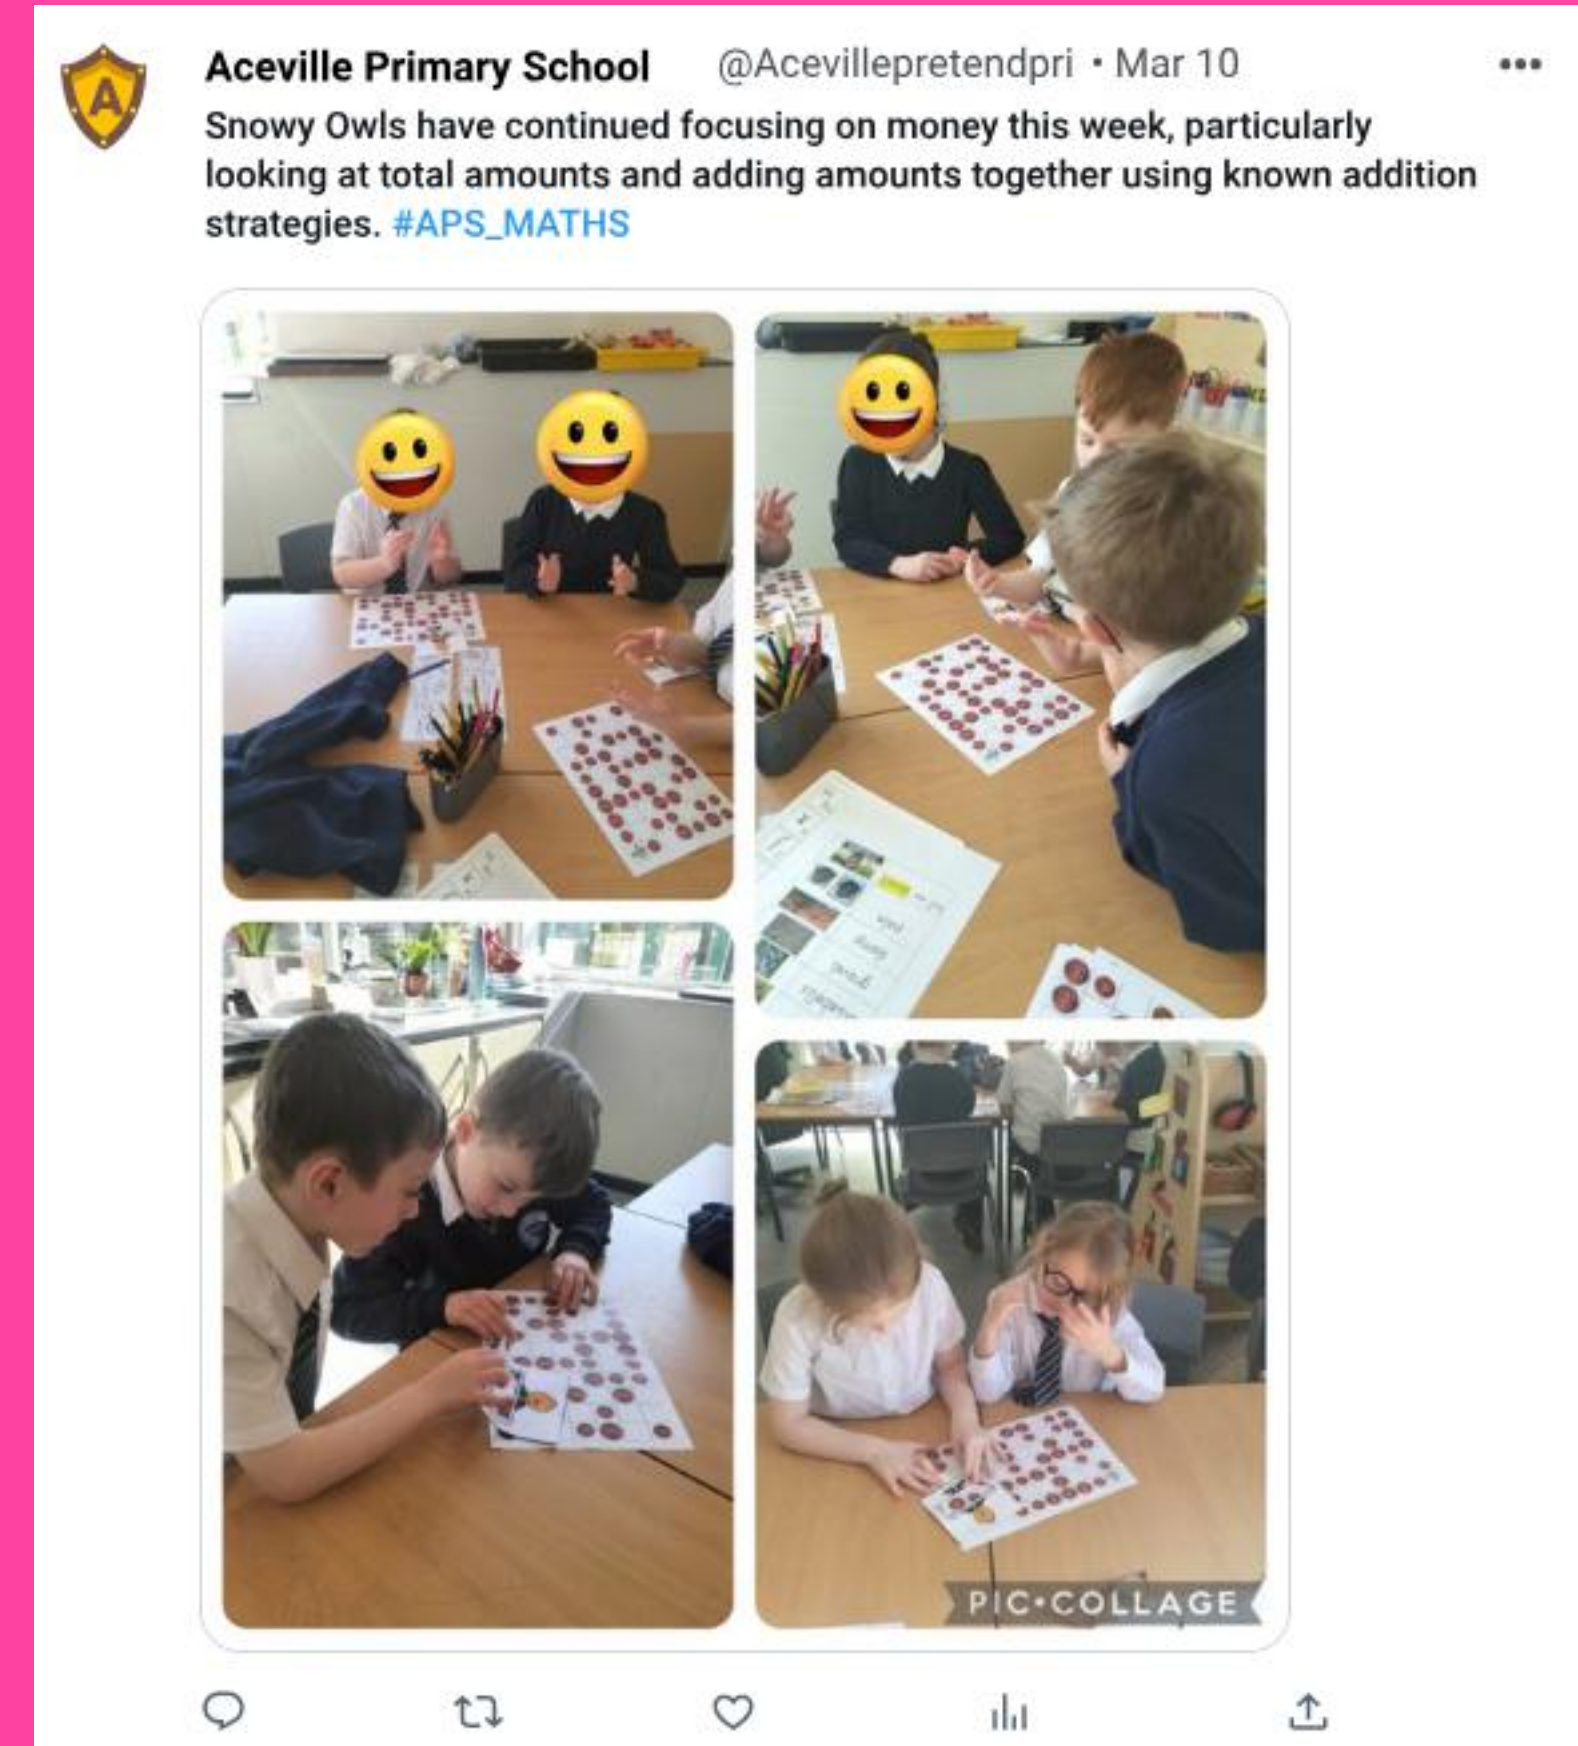 A
Aceville Primary School @Acevillepretendpri • Mar 10
Snowy Owls have continued focusing on money this week, particularly
looking at total amounts and adding amounts together using known addition
strategies. #APS_MATHS
PIC•COLLAGE